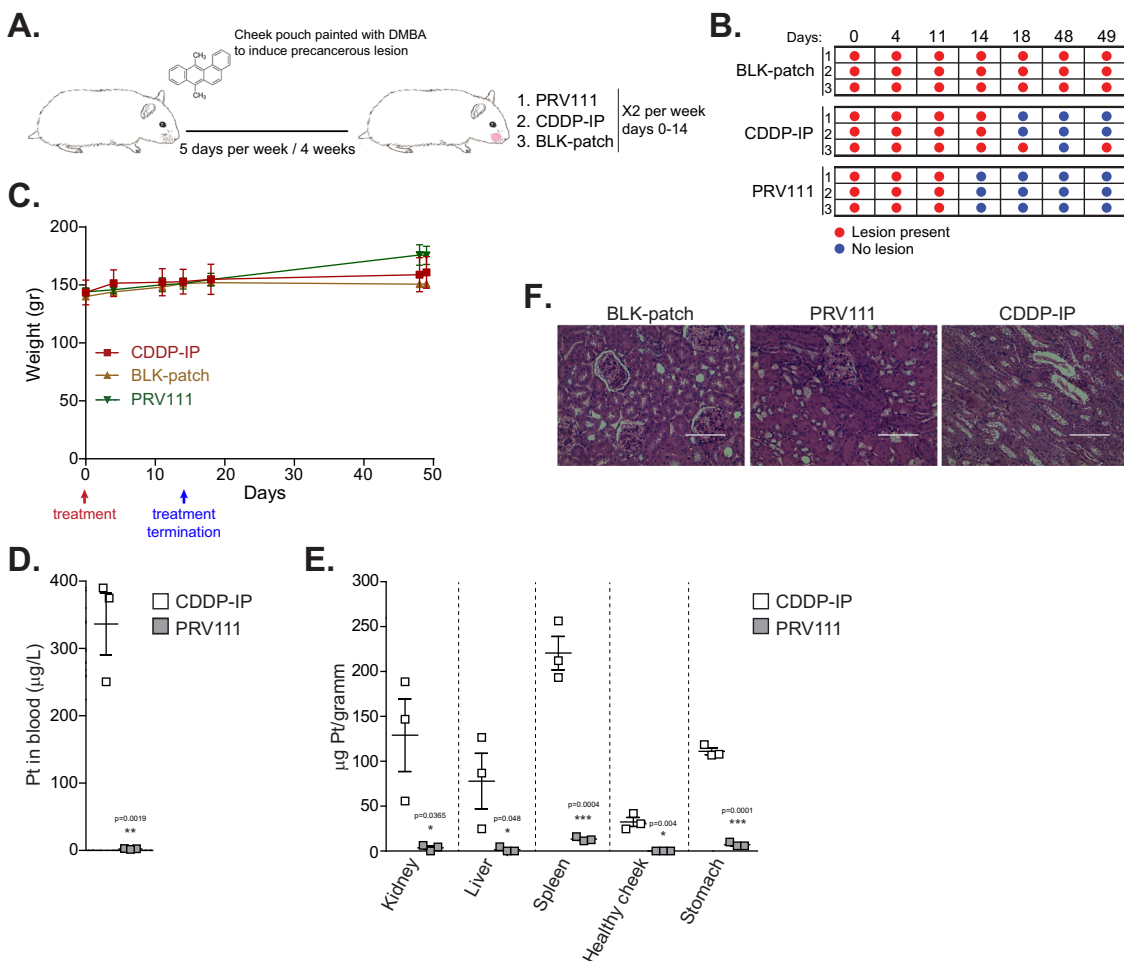 A.
Cheek pouch painted with DMBA
to induce precancerous lesion
CH₃
CH₃
5 days per week / 4 weeks
1. PRV111
2. CDDP-IP
3. BLK-patch
X2 per week
days 0-14
B.
Days: 0 4 11 14 18 48 49
BLK-patch
1
2
3
CDDP-IP
1
2
3
PRV111
1
2
3
Lesion present
No lesion
C.
Weight (gr)
200
150
100
50
0
CDDP-IP
BLK-patch
PRV111
0 10 20 30 40 50
Days
treatment
treatment
termination
F.
BLK-patch PRV111 CDDP-IP
D.
Pt in blood (µg/L)
400
300
200
100
0
CDDP-IP
PRV111
p=0.0019
**
E.
µg Pt/gramm
300
250
200
150
100
50
0
CDDP-IP
PRV111
p=0.0365
*
p=0.048
*
p=0.0004
***
p=0.004
*
p=0.0001
***
Kidney
Liver
Spleen
Healthy cheek
Stomach